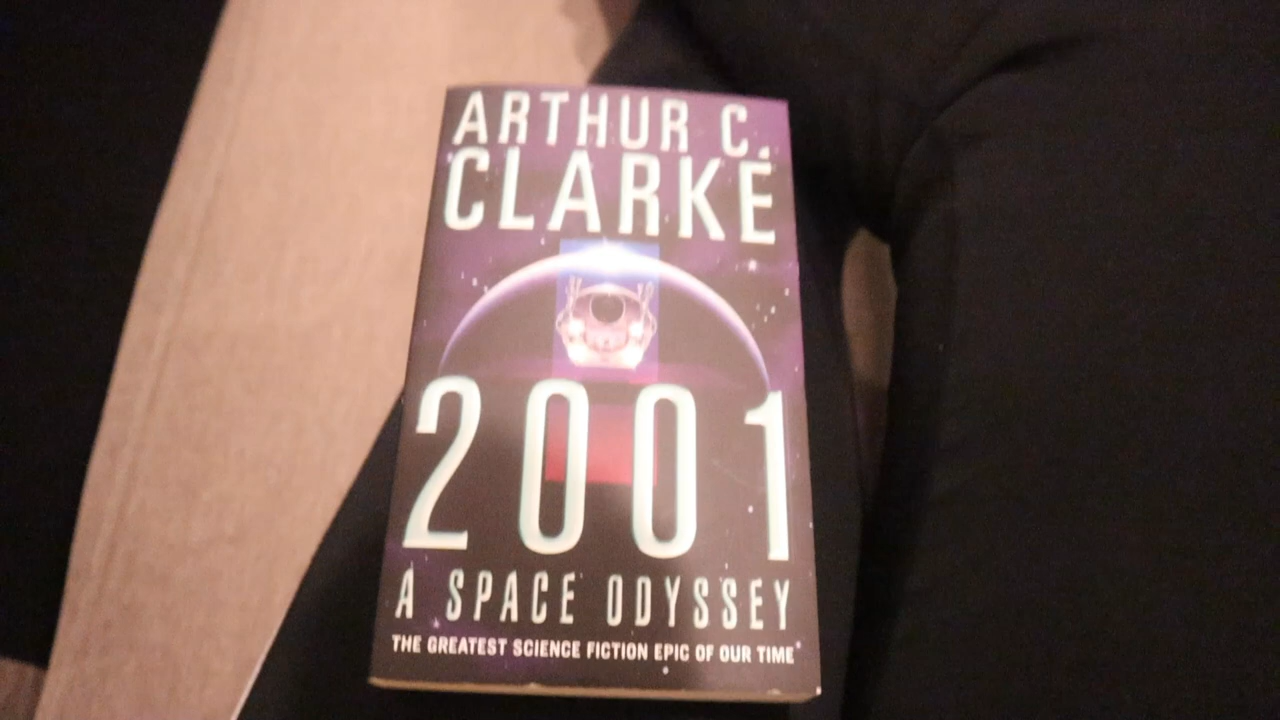 ARTHUR C.
CLARKE
2001
A SPACE ODYSSEY
THE GREATEST SCIENCE FICTION EPIC OF OUR TIME